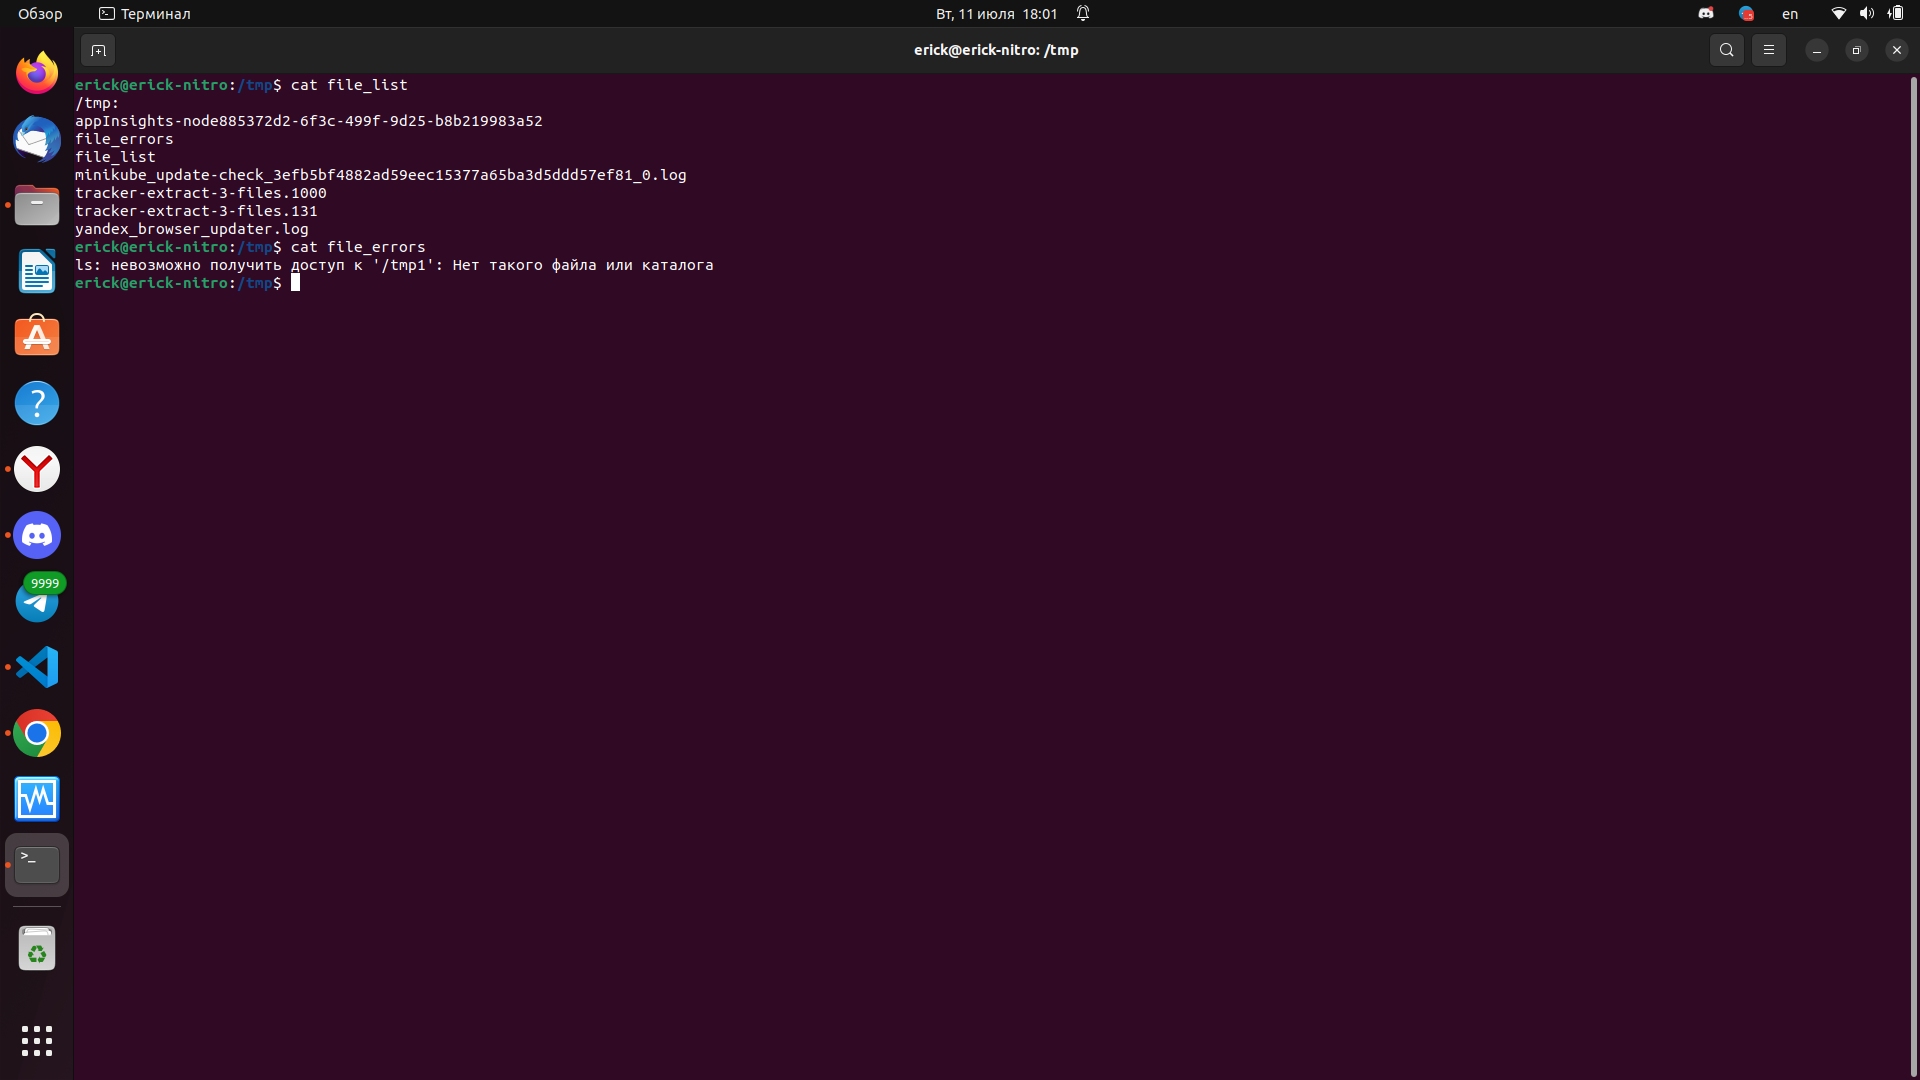 Обзор
Терминал
Вт, 11 июля 18:01
en
erick@erick-nitro: /tmp
erick@erick-nitro:/tmp$ cat file_list
/tmp:
appInsights-node885372d2-6f3c-499f-9d25-b8b219983a52
file_errors
file_list
minikube_update-check_3efb5bf4882ad59eec15377a65ba3d5ddd57ef81_0.log
tracker-extract-3-files.1000
tracker-extract-3-files.131
yandex_browser_updater.log
erick@erick-nitro:/tmp$ cat file_errors
ls: невозможно получить доступ к '/tmp1': Нет такого файла или каталога
erick@erick-nitro:/tmp$
9999